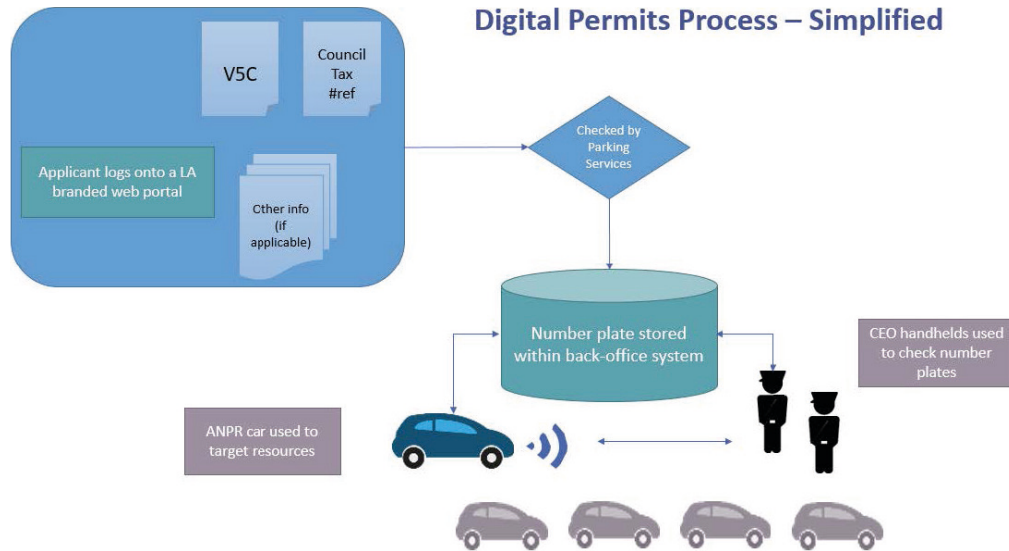 Digital Permits Process – Simplified
V5C
Council
Tax
#ref
Applicant logs onto a LA
branded web portal
Other info
(if
applicable)
Checked by
Parking
Services
Number plate stored
within back-office system
CEO handhelds used
to check number
plates
ANPR car used to
target resources